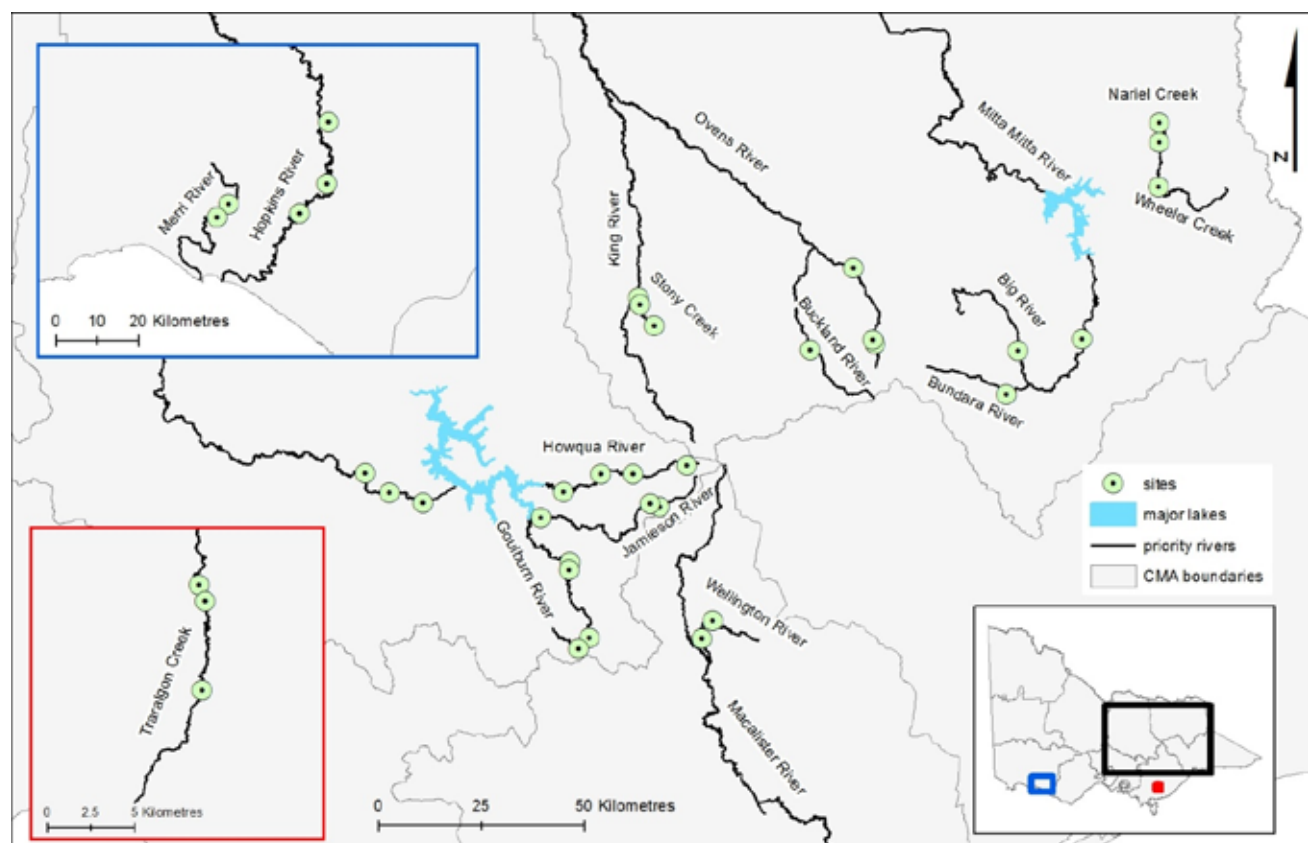 Merri River
Hopkins River
0 10 20 Kilometres
Ovens River
King River
Stony Creek
Buckland River
Mitta Mitta River
Nariel Creek
Wheeler Creek
Big River
Bundara River
N
Howqua River
Jamieson River
Goulburn River
Wellington River
Macalister River
Traralgon Creek
0 2.5 5 Kilometres
0 25 50 Kilometres
sites
major lakes
priority rivers
CMA boundaries